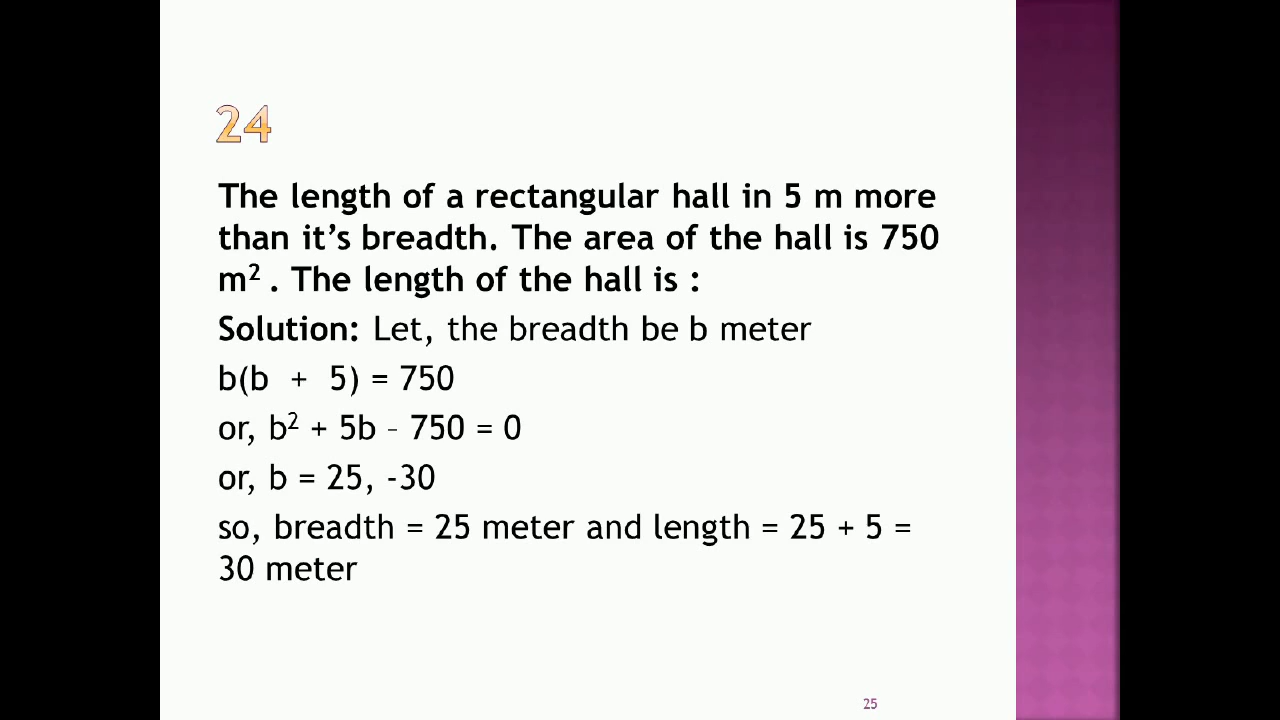 24
The length of a rectangular hall in 5 m more
than it’s breadth. The area of the hall is 750
m² . The length of the hall is :
Solution: Let, the breadth be b meter
b(b + 5) = 750
or, b² + 5b – 750 = 0
or, b = 25, -30
so, breadth = 25 meter and length = 25 + 5 =
30 meter
25